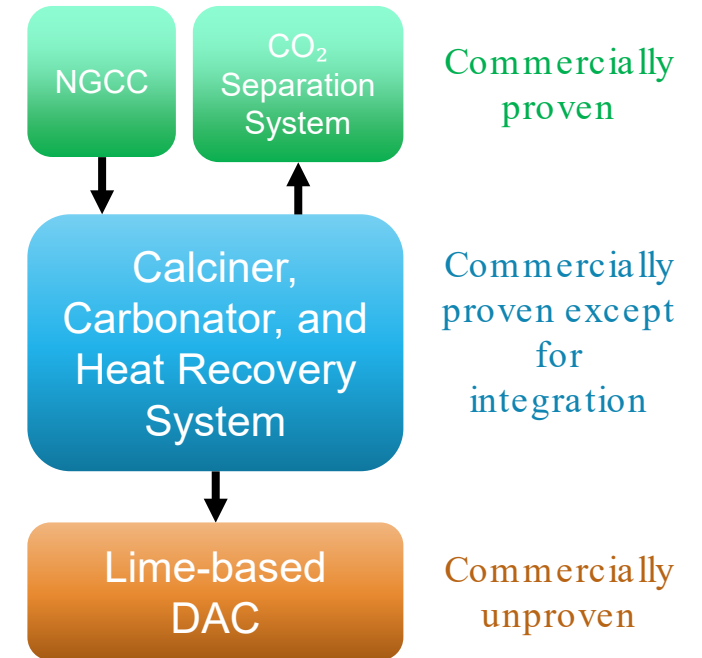 NGCC
CO₂
Separation
System
Commercially
proven
Calciner,
Carbonator, and
Heat Recovery
System
Commercially
proven except
for
integration
Lime-based
DAC
Commercially
unproven